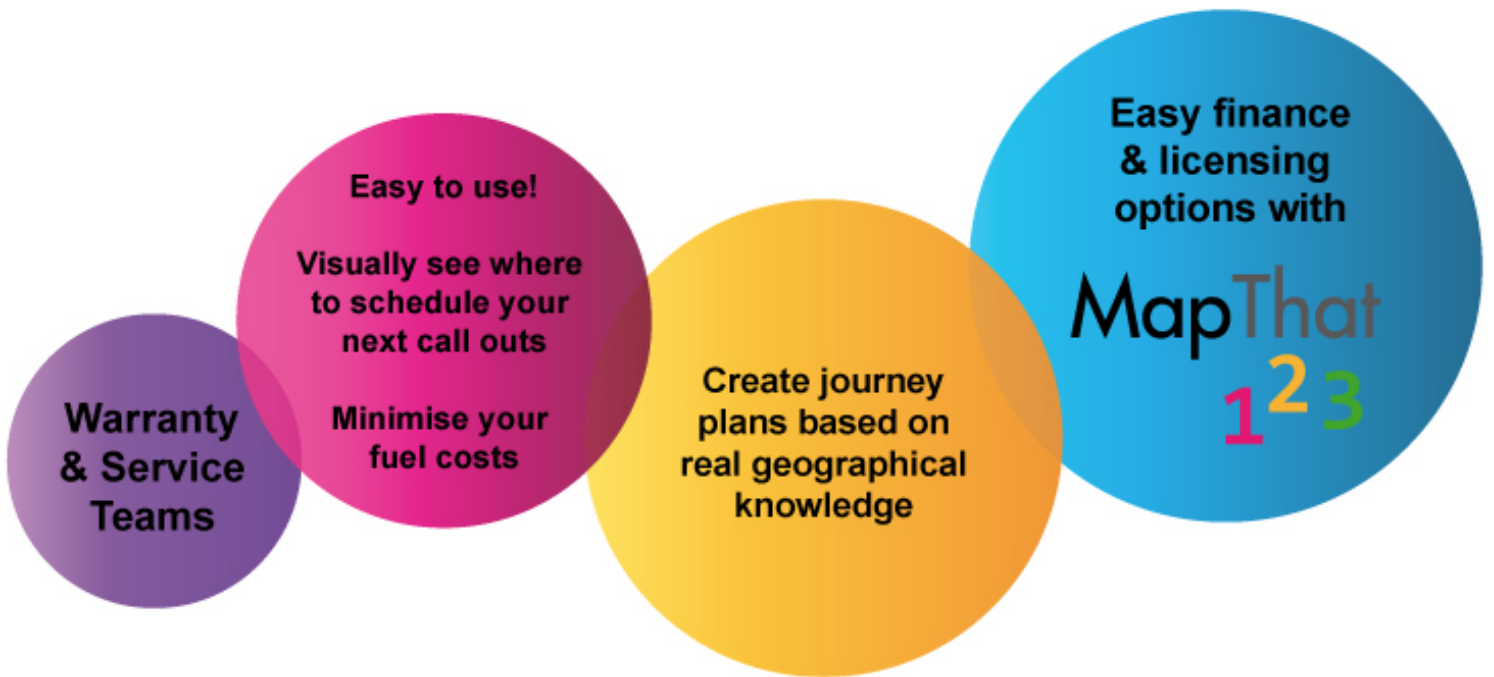 Warranty
& Service
Teams
Easy to use!
Visually see where
to schedule your
next call outs
Minimise your
fuel costs
Create journey
plans based on
real geographical
knowledge
Easy finance
& licensing
options with
MapThat
123